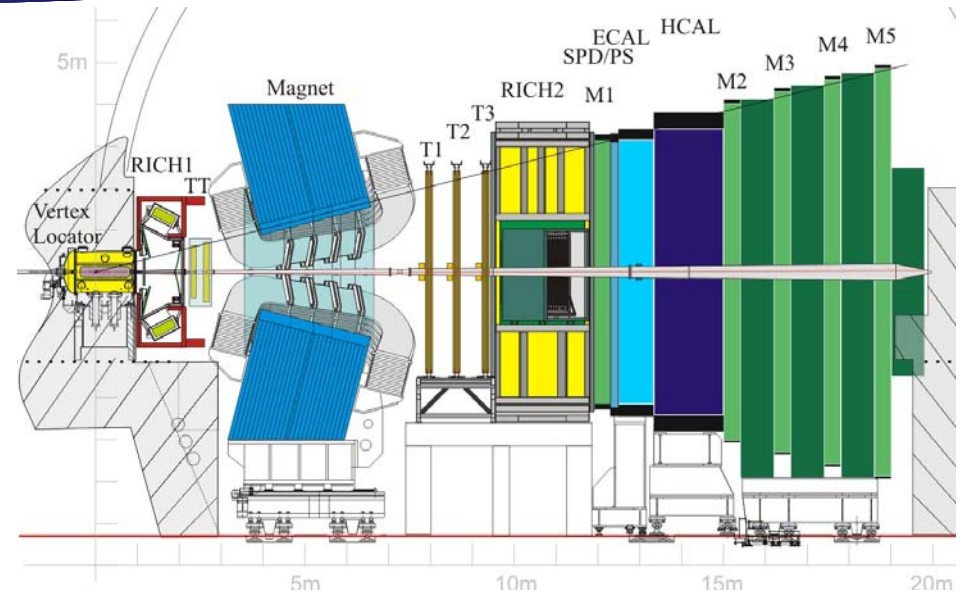 HCAL
ECAL
M5
M4
SPD/PS
M3
5m
M2
Magnet
RICH2
M1
T3
T2
T1
RICH1
TT
Vertex
Locator
5m
10m
15m
20m